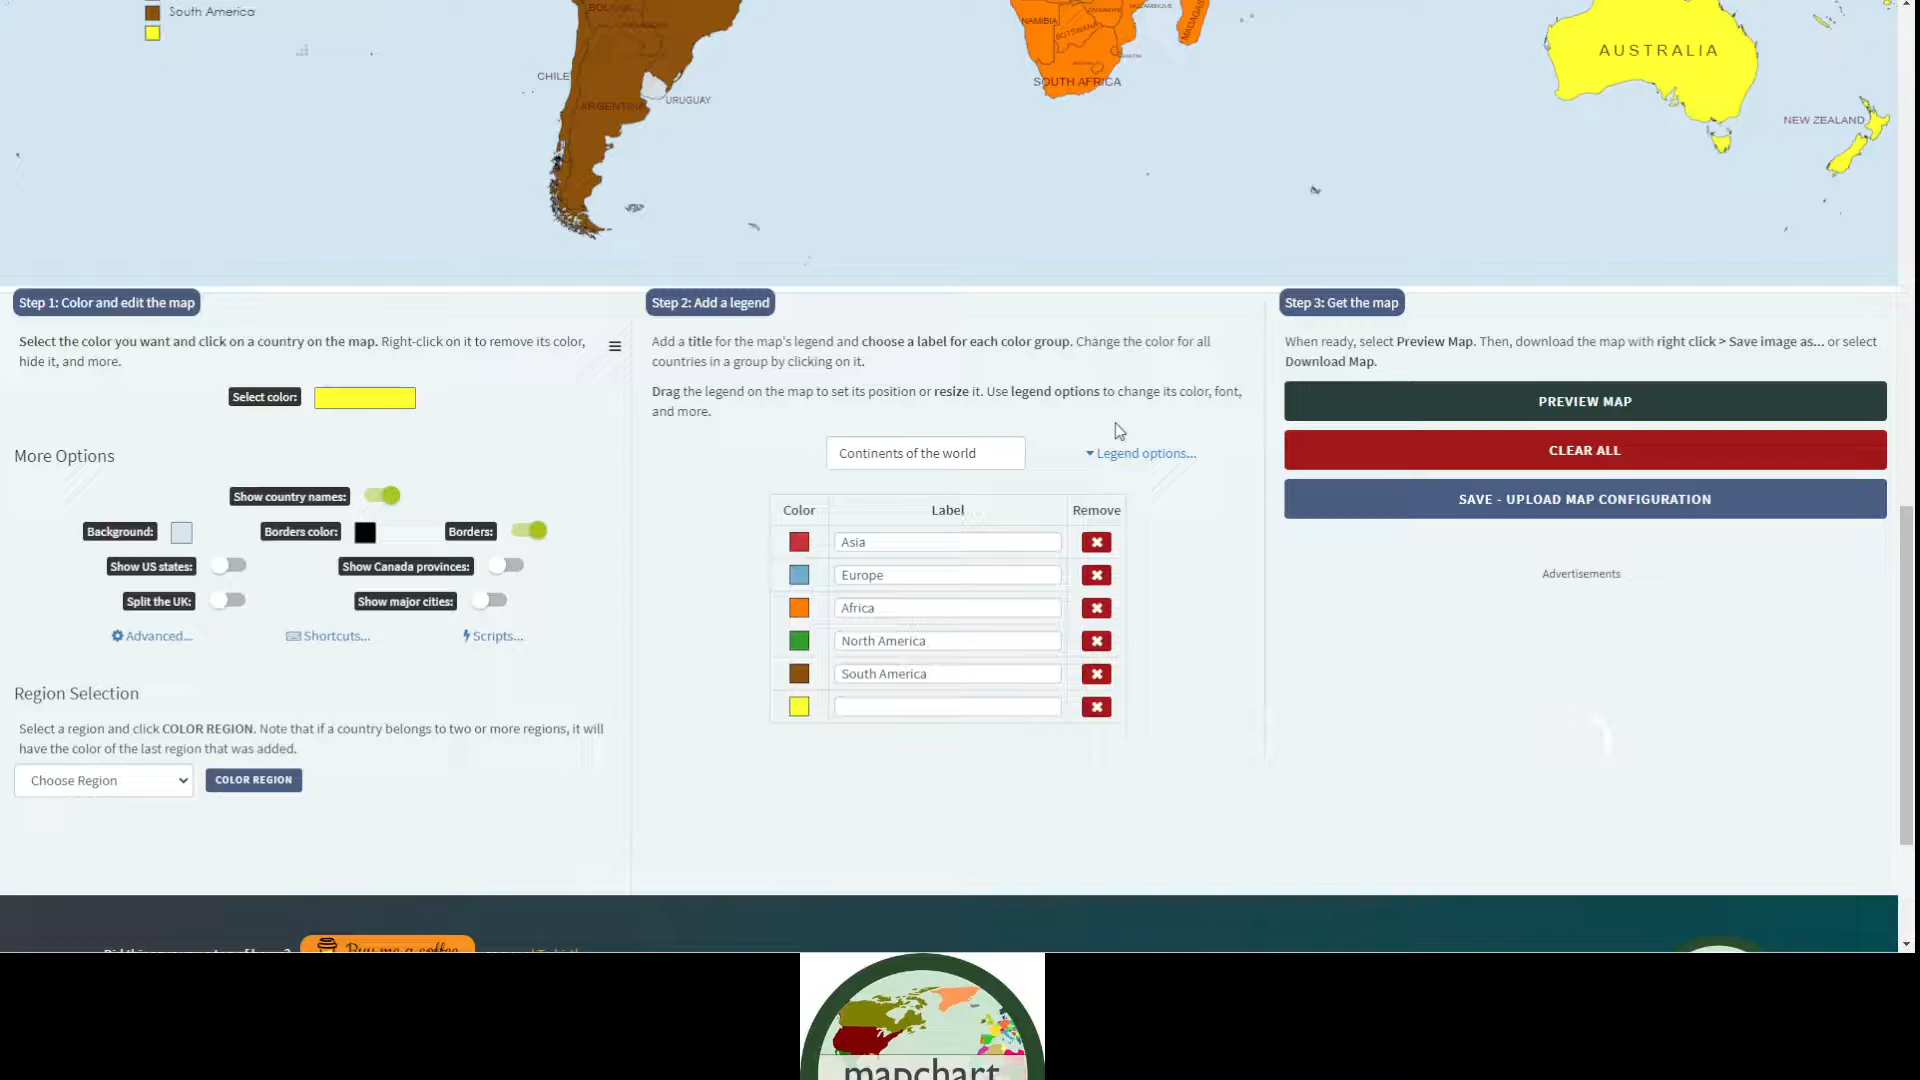 South America
BOLIVIA
NAMIBIA
BOTSWANA
ZIMBABWE
MOZAMBIQUE
MADAGAS
AUSTRALIA
CHILE
SOUTH AFRICA
URUGUAY
ARGENTINA
NEW ZEALAND
Step 1: Color and edit the map
Select the color you want and click on a country on the map. Right-click on it to remove its color,
hide it, and more.
Select color:
More Options
Show country names:
Background:
Borders color:
Borders:
Show US states:
Show Canada provinces:
Split the UK:
Show major cities:
Advanced...
Shortcuts...
Scripts...
Region Selection
Select a region and click COLOR REGION. Note that if a country belongs to two or more regions, it will
have the color of the last region that was added.
Choose Region
COLOR REGION
Step 2: Add a legend
Add a title for the map's legend and choose a label for each color group. Change the color for all
countries in a group by clicking on it.
Drag the legend on the map to set its position or resize it. Use legend options to change its color, font,
and more.
Continents of the world
Legend options...
Color Label Remove
Asia
Europe
Africa
North America
South America
Step 3: Get the map
When ready, select Preview Map. Then, download the map with right click > Save image as... or select
Download Map.
PREVIEW MAP
CLEAR ALL
SAVE - UPLOAD MAP CONFIGURATION
Advertisements
Buy me a coffee
mapchart